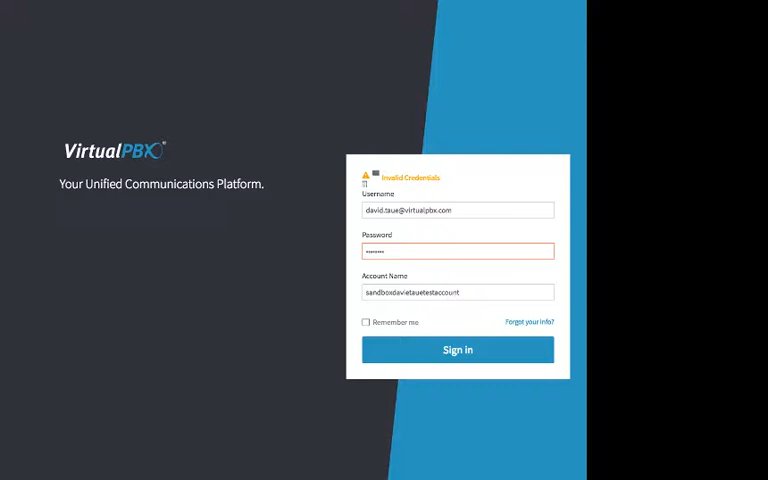 VirtualPBX
Your Unified Communications Platform.
Invalid Credentials
Username
david.taue@virtualpbx.com
Password
••••••••
Account Name
sandboxdavietauetestaccount
Remember me
Forgot your info?
Sign in